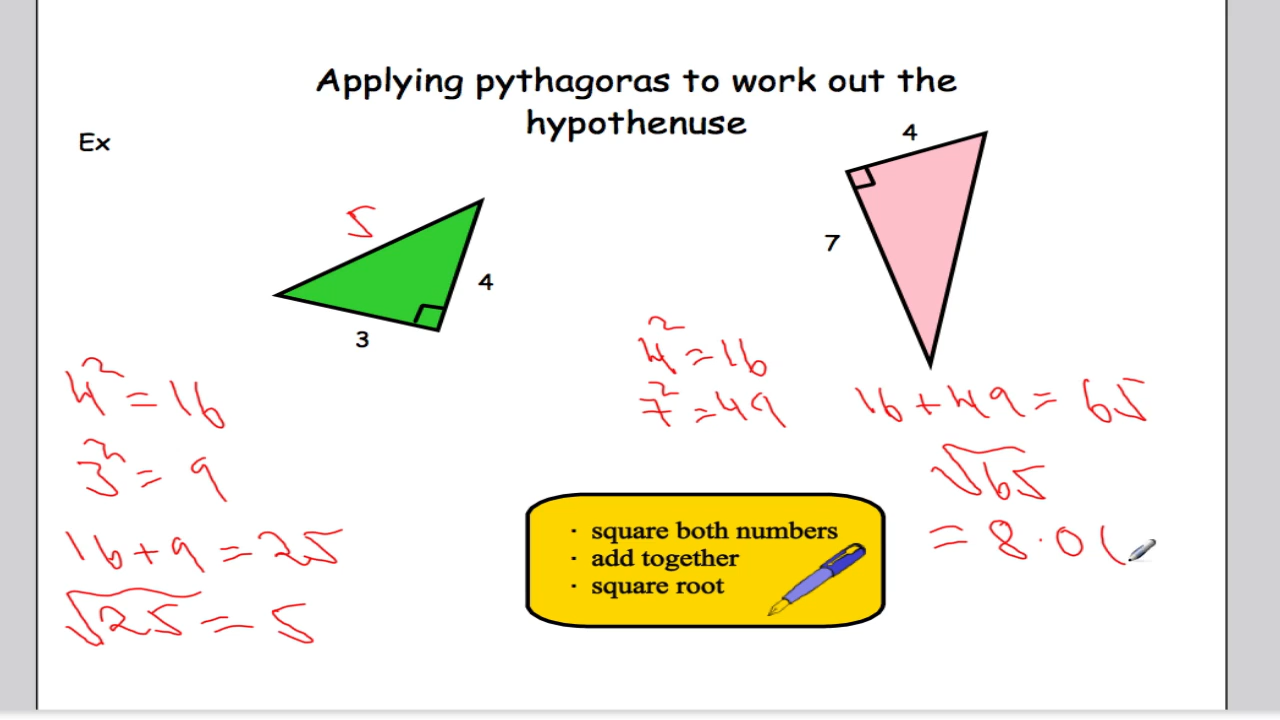 Applying pythagoras to work out the
hypothenuse
Ex
5
4
3
4² = 16
3² = 9
16 + 9 = 25
√25 = 5
4
7
4² = 16
7² = 49
16 + 49 = 65
√65
= 8.0
· square both numbers
· add together
· square root